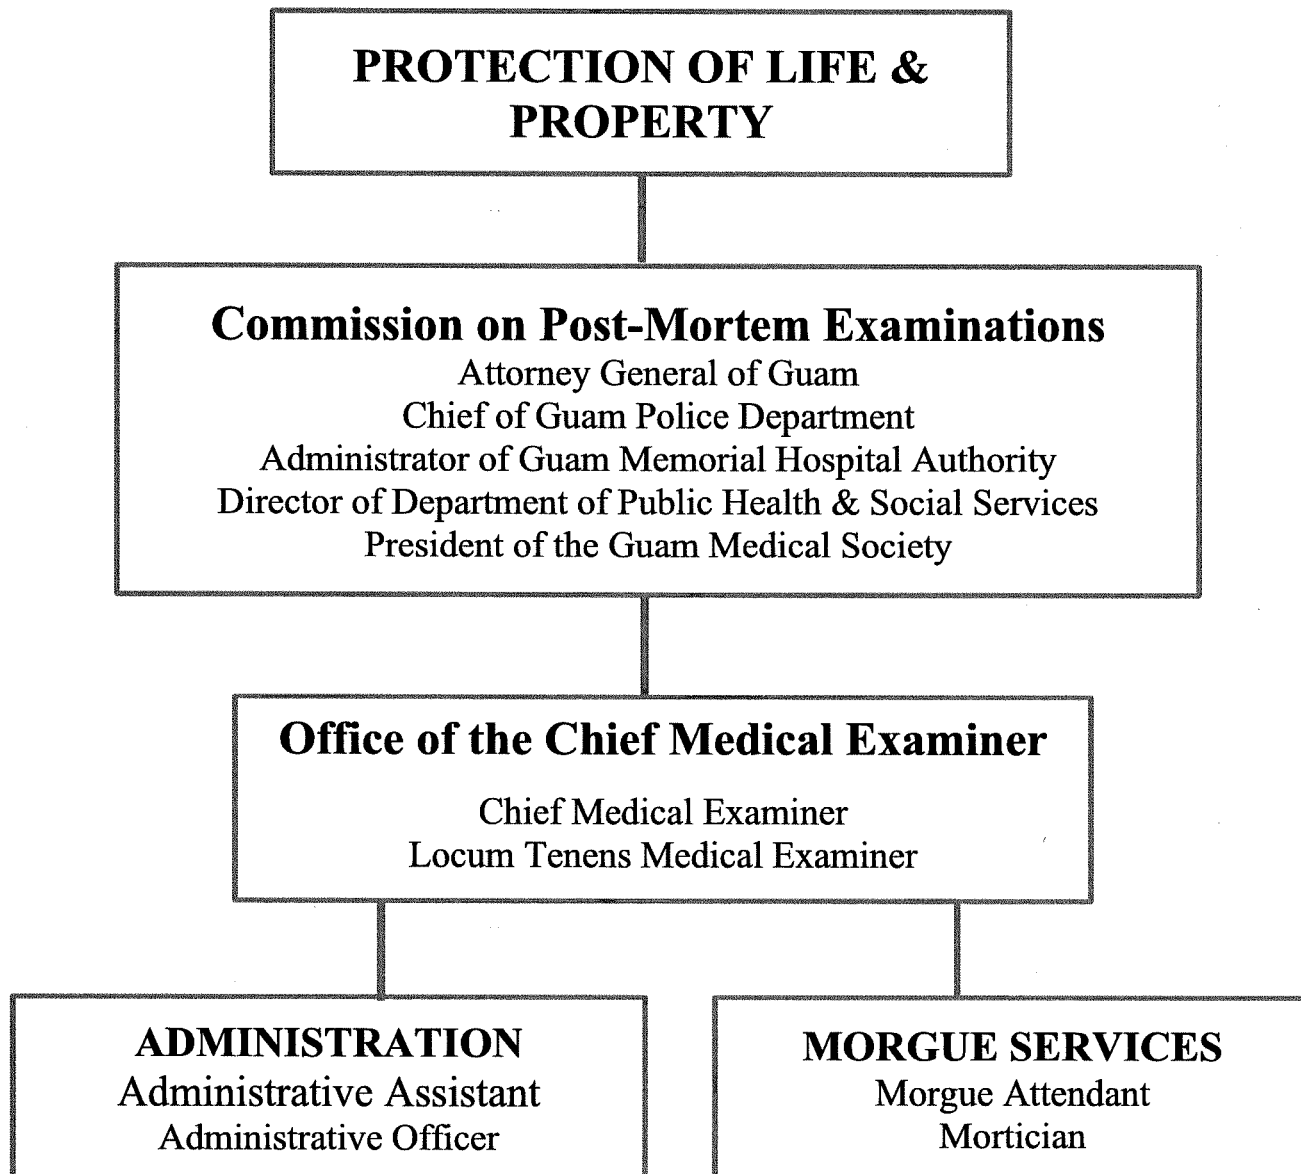 PROTECTION OF LIFE &
PROPERTY
Commission on Post-Mortem Examinations
Attorney General of Guam
Chief of Guam Police Department
Administrator of Guam Memorial Hospital Authority
Director of Department of Public Health & Social Services
President of the Guam Medical Society
Office of the Chief Medical Examiner
Chief Medical Examiner
Locum Tenens Medical Examiner
ADMINISTRATION
Administrative Assistant
Administrative Officer
MORGUE SERVICES
Morgue Attendant
Mortician